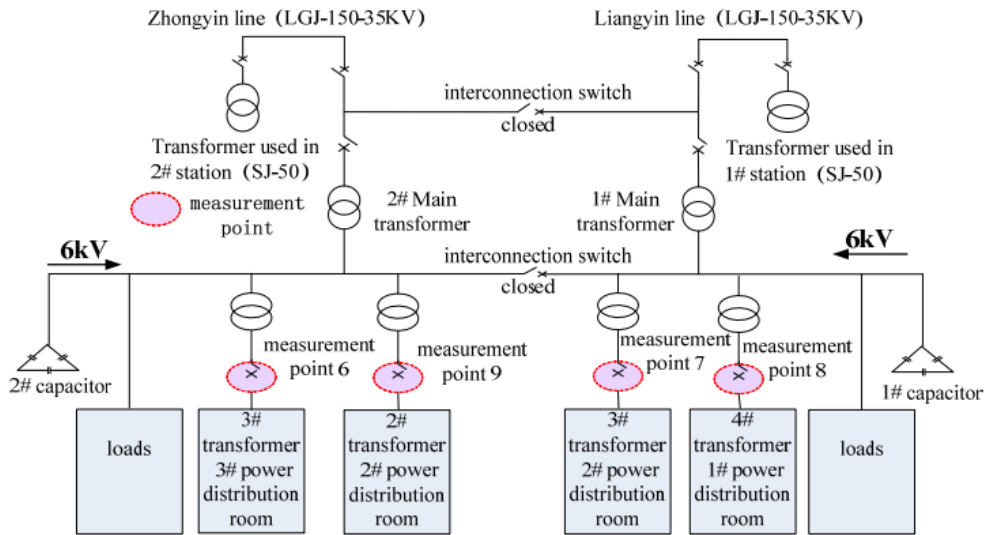 Zhongyin line (LGJ-150-35KV)
Liangyin line (LGJ-150-35KV)
interconnection switch
closed
Transformer used in
2# station (SJ-50)
Transformer used in
1# station (SJ-50)
measurement
point
2# Main
transformer
1# Main
transformer
6kV
interconnection switch
closed
6kV
measurement
point 6
measurement
point 9
measurement
point 7
measurement
point 8
2# capacitor
1# capacitor
loads
3#
transformer
3# power
distribution
room
2#
transformer
2# power
distribution
room
3#
transformer
2# power
distribution
room
4#
transformer
1# power
distribution
room
loads